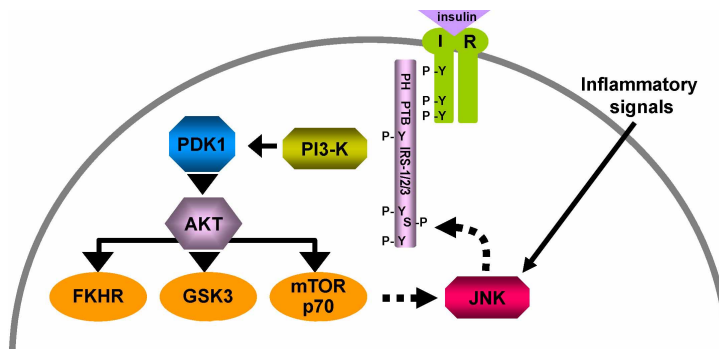 insulin
I R
P-Y
P-Y
P-Y
Inflammatory
signals
PH PTB IRS-1/2/3
P-Y
P-Y
S-P
P-Y
PDK1
PI3-K
AKT
FKHR
GSK3
mTOR
p70
JNK